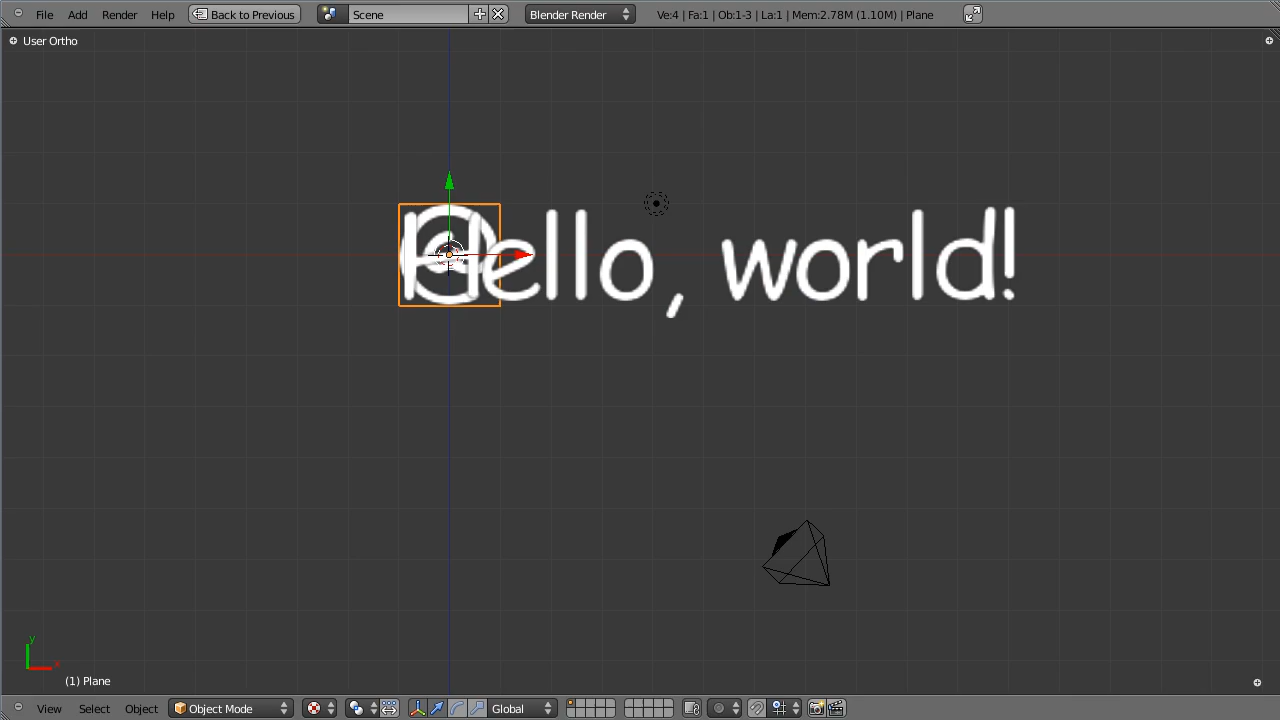 File Add Render Help Back to Previous Scene Blender Render Ve:4 | Fa:1 | Ob:1-3 | La:1 | Mem:2.78M (1.10M) | Plane
User Ortho
Hello, world!
y
x
(1) Plane
View Select Object Object Mode Global